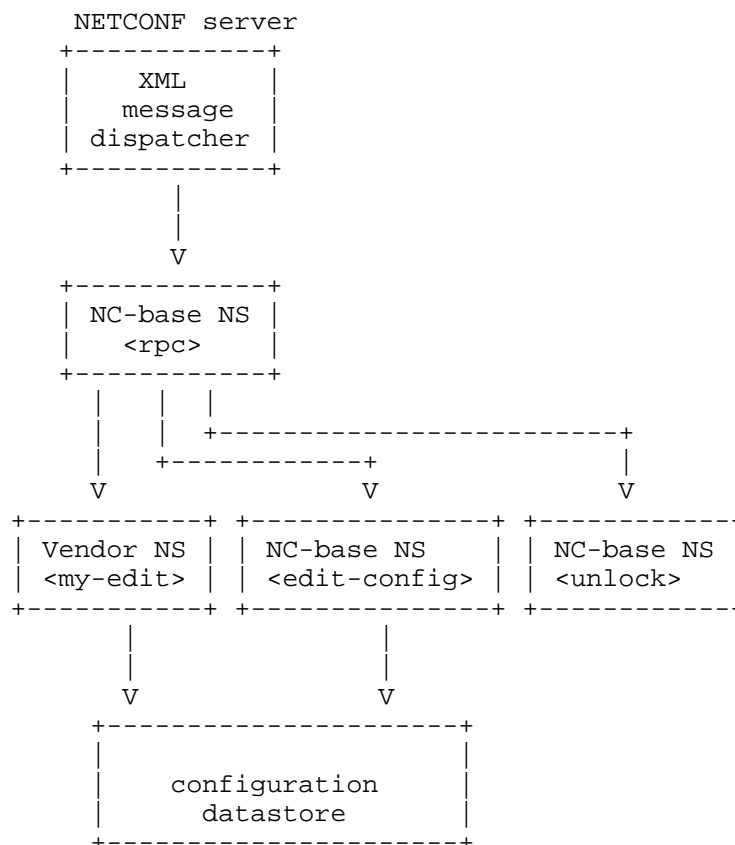 NETCONF server
XML
message
dispatcher
V
NC-base NS
<rpc>
V V V
Vendor NS NC-base NS NC-base NS
<my-edit> <edit-config> <unlock>
V V
configuration
datastore